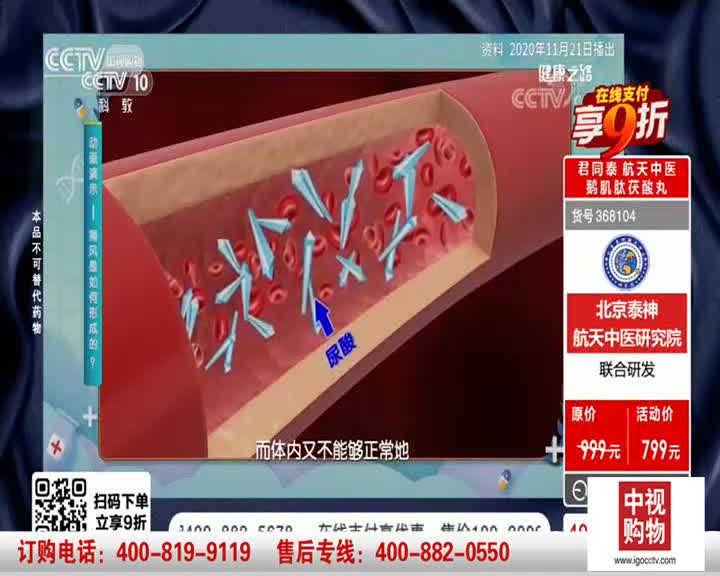 CCTV 中视购物
CCTV 10
科教
资料 2020年11月21日播出
健康之路
CCTV
在线支付
享9折
动画演示 — 痛风是如何形成的？
本品不可替代药物
尿酸
而体内又不能够正常地
君同泰 航天中医
鹅肌肽茯酸丸
货号 368104
北京泰神
航天中医研究院
联合研发
原价 活动价
999元 799元
扫码下单
立享9折
中视
购物
www.igocctv.com
订购电话：400-819-9119 售后专线：400-882-0550